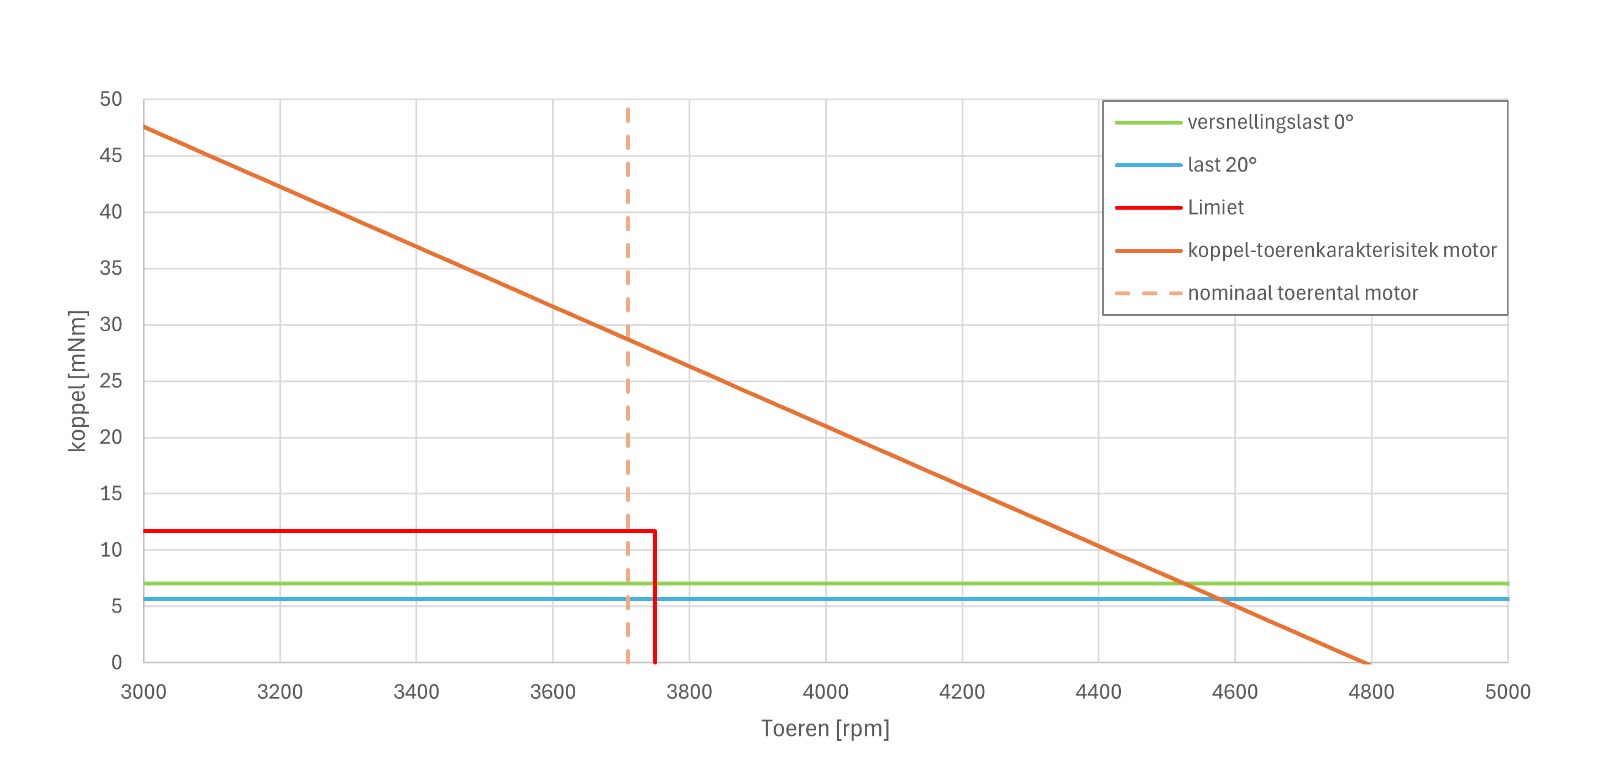 50
45
40
35
30
25
20
15
10
5
0
koppel [mNm]
3000 3200 3400 3600 3800 4000 4200 4400 4600 4800 5000
Toeren [rpm]
versnellingslast 0°
last 20°
Limiet
koppel-toerenkarakterisitek motor
nominaal toerental motor